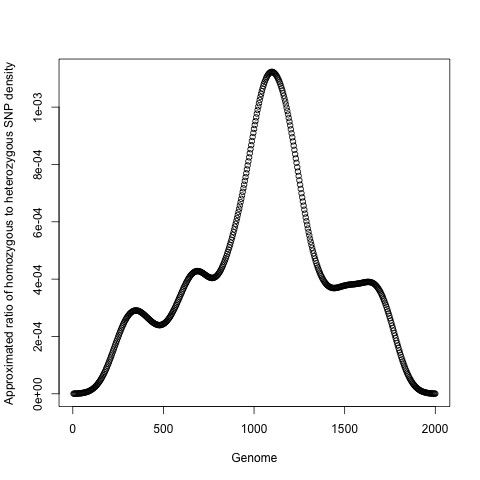 Approximated ratio of homozygous to heterozygous SNP density
1e-03
8e-04
6e-04
4e-04
2e-04
0e+00
0 500 1000 1500 2000
Genome